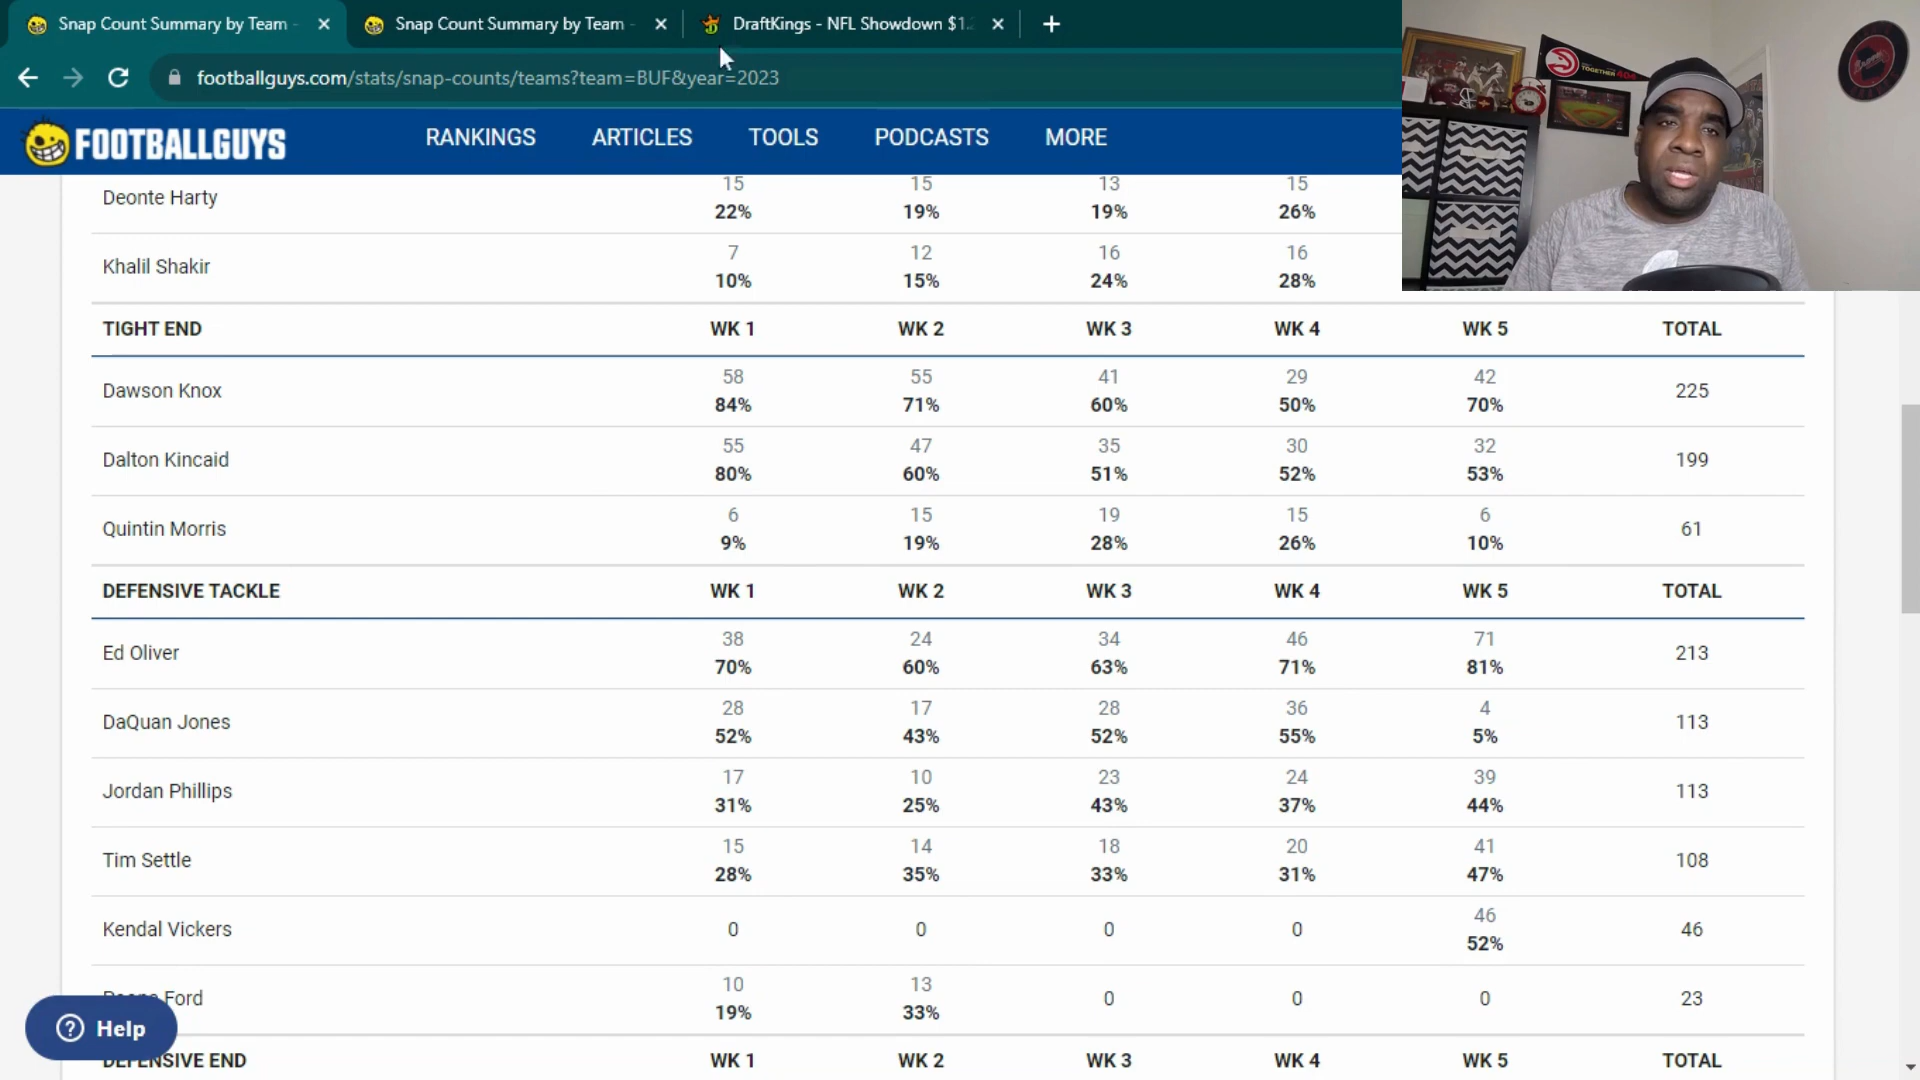 Snap Count Summary by Team - Snap Count Summary by Team - DraftKings - NFL Showdown $1.
footballguys.com/stats/snap-counts/teams?team=BUF&year=2023
FOOTBALLGUYS RANKINGS ARTICLES TOOLS PODCASTS MORE
TOGETHER 404
Braves
Deonte Harty 15 15 13 15
22% 19% 19% 26%
Khalil Shakir 7 12 16 16
10% 15% 24% 28%
TIGHT END WK 1 WK 2 WK 3 WK 4 WK 5 TOTAL
Dawson Knox 58 55 41 29 42 225
84% 71% 60% 50% 70%
Dalton Kincaid 55 47 35 30 32 199
80% 60% 51% 52% 53%
Quintin Morris 6 15 19 15 6 61
9% 19% 28% 26% 10%
DEFENSIVE TACKLE WK 1 WK 2 WK 3 WK 4 WK 5 TOTAL
Ed Oliver 38 24 34 46 71 213
70% 60% 63% 71% 81%
DaQuan Jones 28 17 28 36 4 113
52% 43% 52% 55% 5%
Jordan Phillips 17 10 23 24 39 113
31% 25% 43% 37% 44%
Tim Settle 15 14 18 20 41 108
28% 35% 33% 31% 47%
Kendal Vickers 0 0 0 0 46 46
52%
Ford 10 13 0 0 0 23
19% 33%
Help
DEFENSIVE END WK 1 WK 2 WK 3 WK 4 WK 5 TOTAL